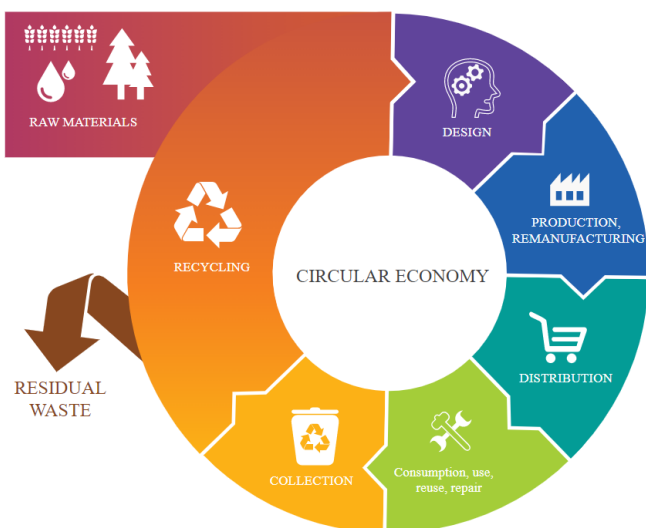 RAW MATERIALS
DESIGN
PRODUCTION,
REMANUFACTURING
RECYCLING
CIRCULAR ECONOMY
DISTRIBUTION
RESIDUAL
WASTE
Consumption, use,
reuse, repair
COLLECTION